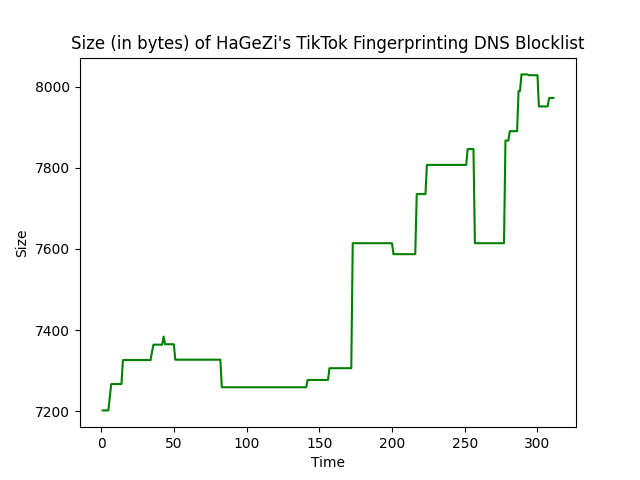 Size (in bytes) of HaGeZi's TikTok Fingerprinting DNS Blocklist
8000
7800
7600
7400
7200
Size
0 50 100 150 200 250 300
Time